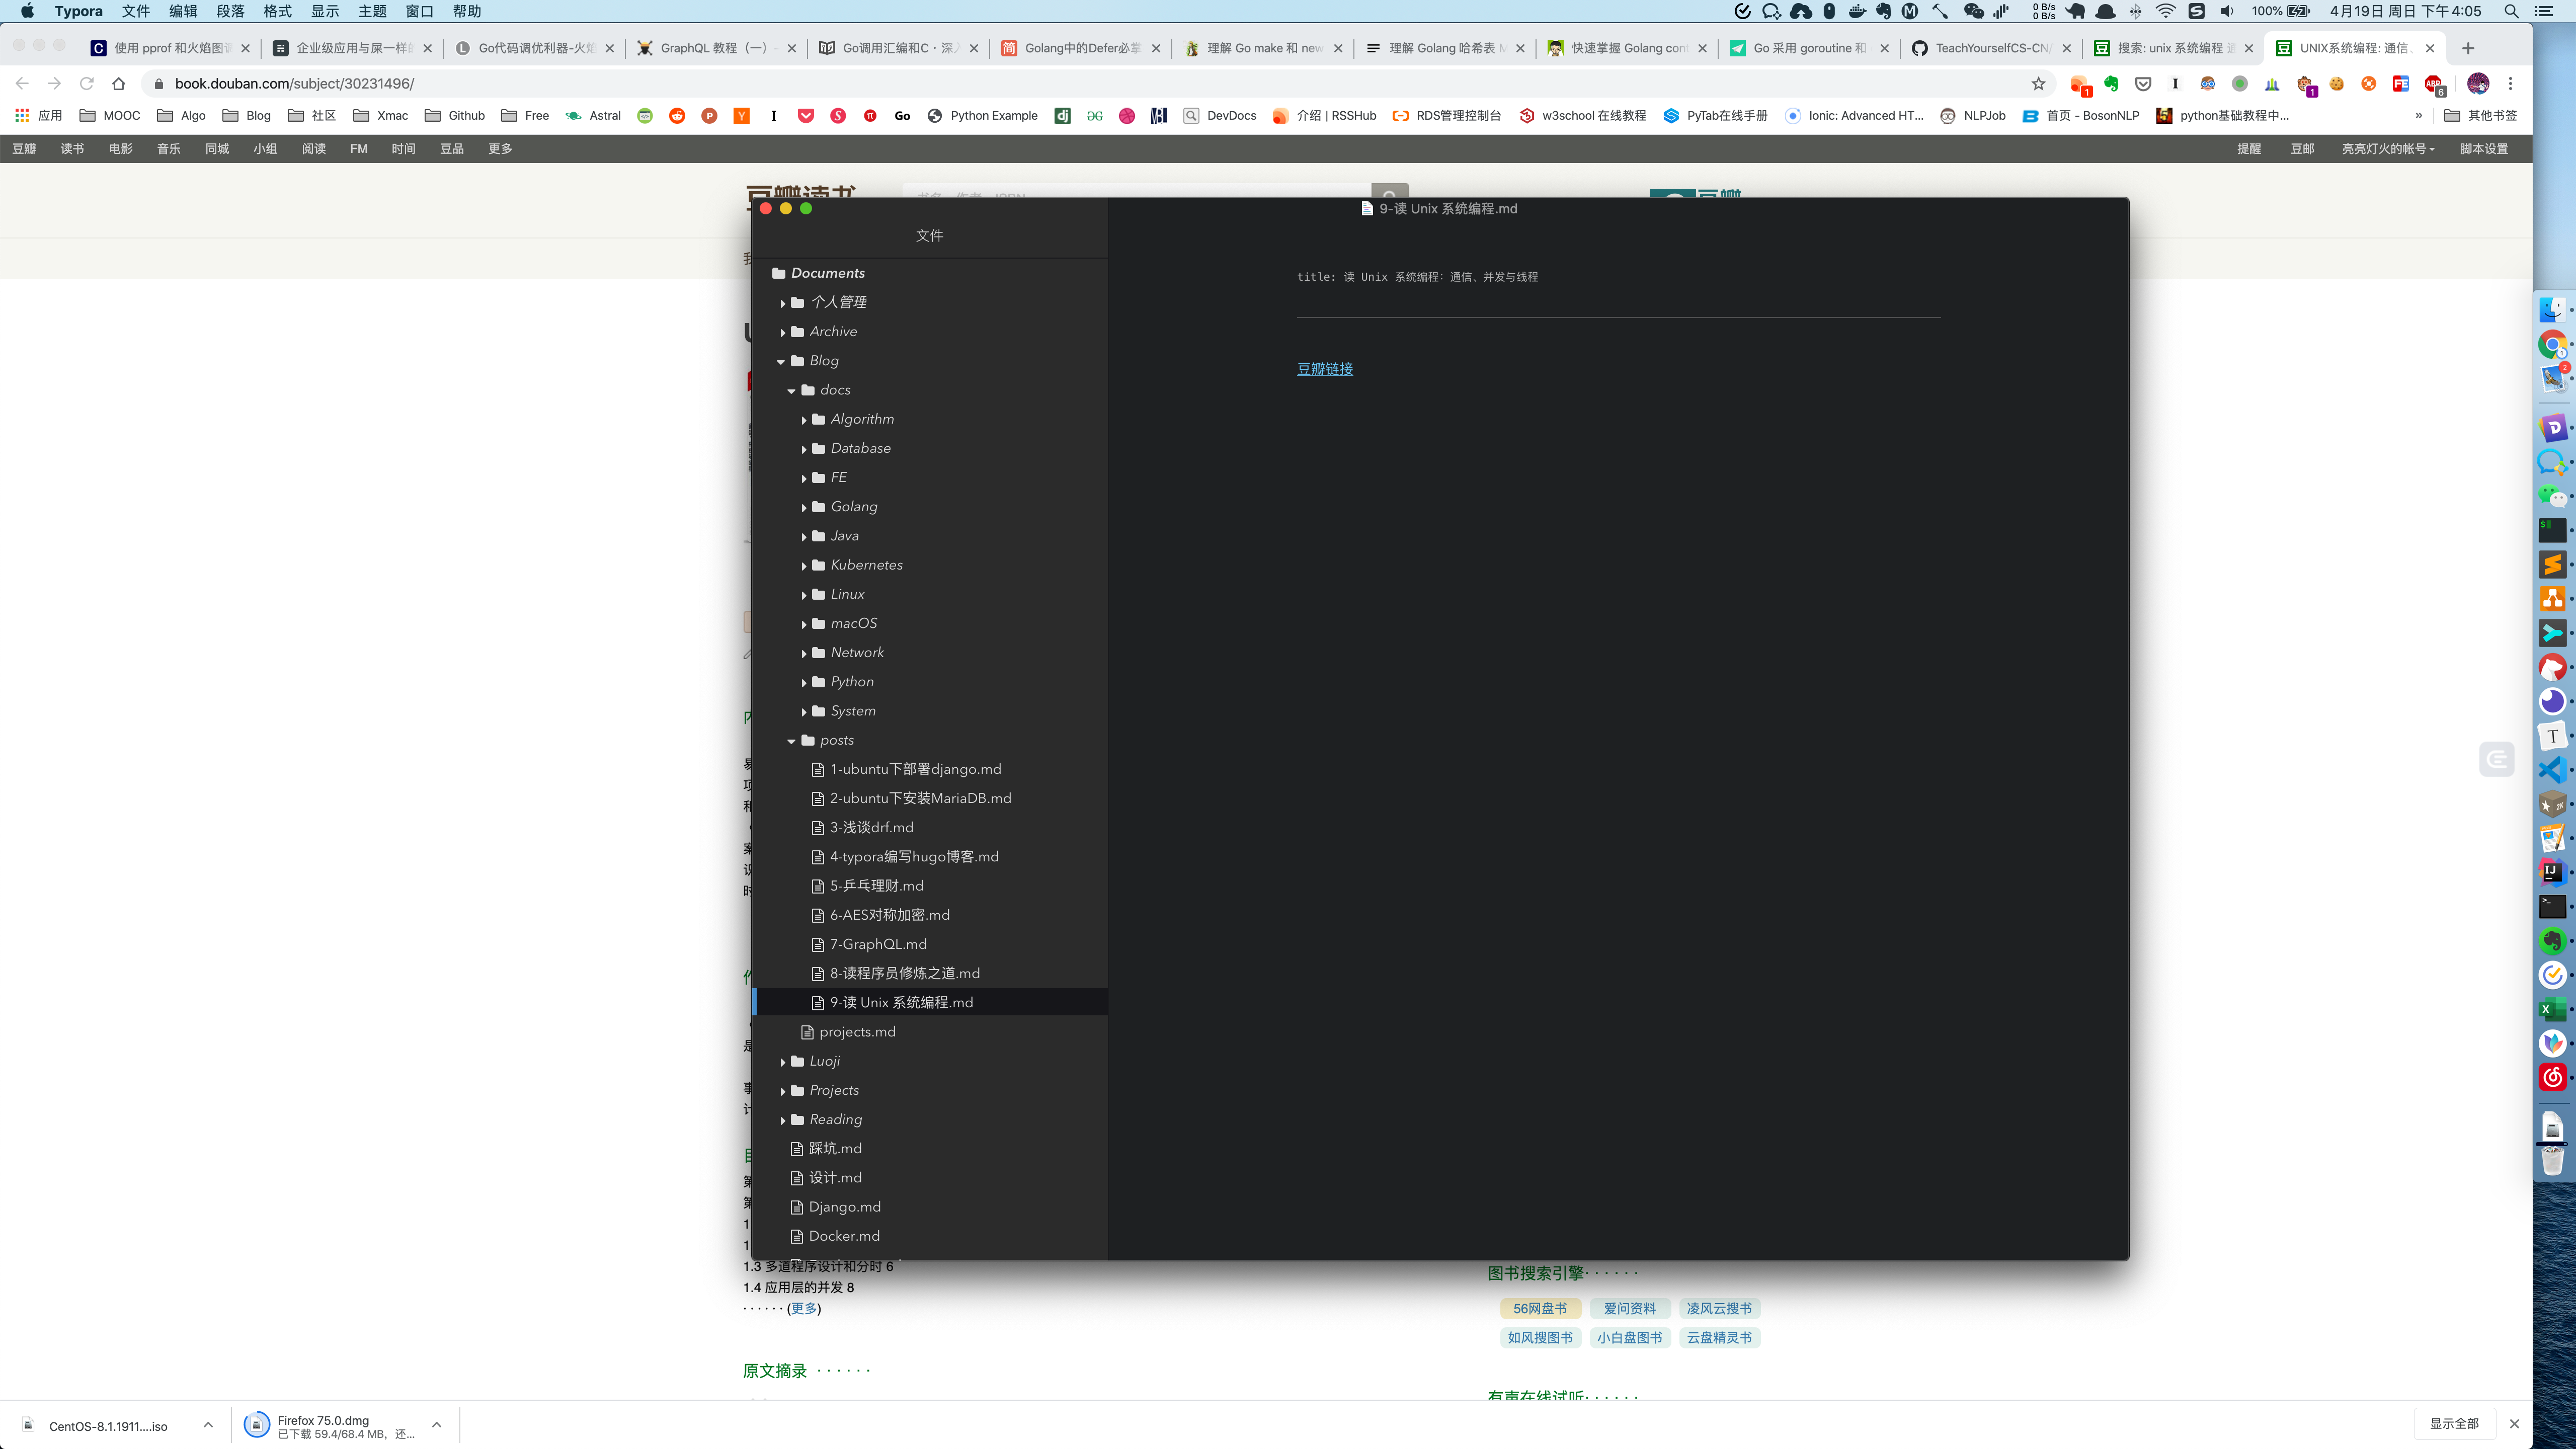 Typora 文件 编辑 段落 格式 显示 主题 窗口 帮助
0 B/s
0 B/s
100% 4月19日 周日 下午4:05
使用 pprof 和火焰图调
企业级应用与屎一样的
Go代码调优利器-火焰
GraphQL 教程（一）-
Go调用汇编和C · 深入
Golang中的Defer必掌
理解 Go make 和 new
理解 Golang 哈希表 M
快速掌握 Golang cont
Go 采用 goroutine 和
TeachYourselfCS-CN/
搜索: unix 系统编程 通
UNIX系统编程: 通信、
book.douban.com/subject/30231496/
应用 MOOC Algo Blog 社区 Xmac Github Free Astral Go Python Example DevDocs 介绍 | RSSHub RDS管理控制台 w3school 在线教程 PyTab在线手册 Ionic: Advanced HT... NLPJob 首页 - BosonNLP python基础教程中... » 其他书签
豆瓣 读书 电影 音乐 同城 小组 阅读 FM 时间 豆品 更多 提醒 豆邮 亮亮灯火的帐号 脚本设置
豆瓣读书
9-读 Unix 系统编程.md
文件
Documents
个人管理
Archive
Blog
docs
Algorithm
Database
FE
Golang
Java
Kubernetes
Linux
macOS
Network
Python
System
posts
1-ubuntu下部署django.md
2-ubuntu下安装MariaDB.md
3-浅谈drf.md
4-typora编写hugo博客.md
5-乒乓理财.md
6-AES对称加密.md
7-GraphQL.md
8-读程序员修炼之道.md
9-读 Unix 系统编程.md
projects.md
Luoji
Projects
Reading
踩坑.md
设计.md
Django.md
Docker.md
title: 读 Unix 系统编程：通信、并发与线程
豆瓣链接
1.3 多道程序设计和分时 6
1.4 应用层的并发 8
· · · · · · (更多)
原文摘录 · · · · · ·
图书搜索引擎· · · · · ·
56网盘书 爱问资料 凌风云搜书
如风搜图书 小白盘图书 云盘精灵书
有声在线试听· · · · · ·
CentOS-8.1.1911....iso
Firefox 75.0.dmg
已下载 59.4/68.4 MB，还...
显示全部